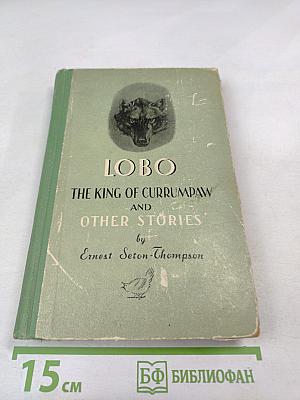 LOBO
THE KING OF CURRUMPAW
AND
OTHER STORIES
by
Ernest Seton-Thompson
15 см
БФ БИБЛИОФАН